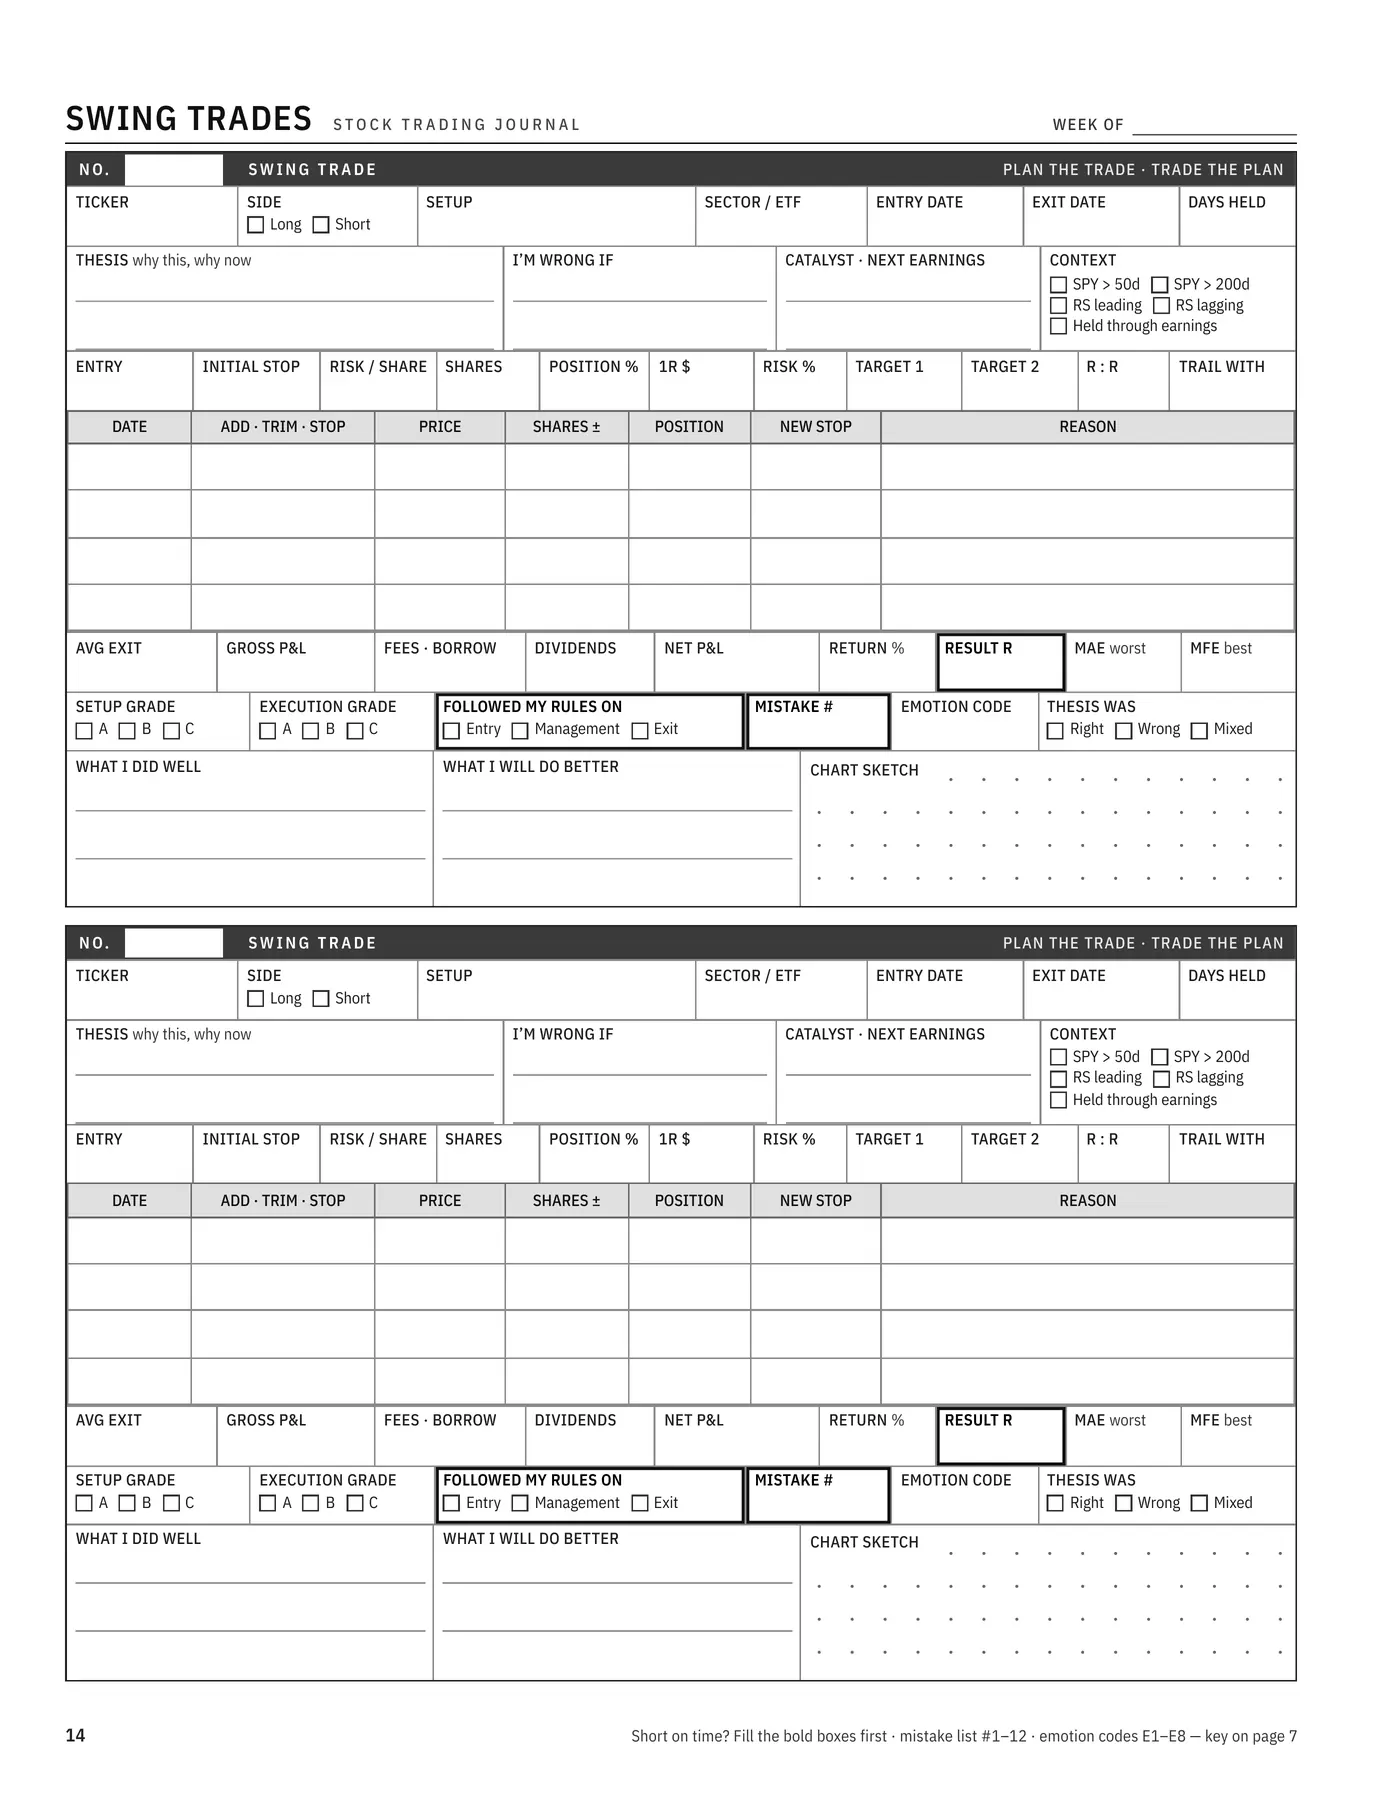 SWING TRADES STOCK TRADING JOURNAL WEEK OF
NO. SWING TRADE PLAN THE TRADE · TRADE THE PLAN
TICKER SIDE SETUP SECTOR / ETF ENTRY DATE EXIT DATE DAYS HELD
Long Short
THESIS why this, why now I’M WRONG IF CATALYST · NEXT EARNINGS CONTEXT
SPY > 50d SPY > 200d
RS leading RS lagging
Held through earnings
ENTRY INITIAL STOP RISK / SHARE SHARES POSITION % 1R $ RISK % TARGET 1 TARGET 2 R : R TRAIL WITH
DATE ADD · TRIM · STOP PRICE SHARES ± POSITION NEW STOP REASON
AVG EXIT GROSS P&L FEES · BORROW DIVIDENDS NET P&L RETURN % RESULT R MAE worst MFE best
SETUP GRADE EXECUTION GRADE FOLLOWED MY RULES ON MISTAKE # EMOTION CODE THESIS WAS
A B C A B C Entry Management Exit Right Wrong Mixed
WHAT I DID WELL WHAT I WILL DO BETTER CHART SKETCH
NO. SWING TRADE PLAN THE TRADE · TRADE THE PLAN
TICKER SIDE SETUP SECTOR / ETF ENTRY DATE EXIT DATE DAYS HELD
Long Short
THESIS why this, why now I’M WRONG IF CATALYST · NEXT EARNINGS CONTEXT
SPY > 50d SPY > 200d
RS leading RS lagging
Held through earnings
ENTRY INITIAL STOP RISK / SHARE SHARES POSITION % 1R $ RISK % TARGET 1 TARGET 2 R : R TRAIL WITH
DATE ADD · TRIM · STOP PRICE SHARES ± POSITION NEW STOP REASON
AVG EXIT GROSS P&L FEES · BORROW DIVIDENDS NET P&L RETURN % RESULT R MAE worst MFE best
SETUP GRADE EXECUTION GRADE FOLLOWED MY RULES ON MISTAKE # EMOTION CODE THESIS WAS
A B C A B C Entry Management Exit Right Wrong Mixed
WHAT I DID WELL WHAT I WILL DO BETTER CHART SKETCH
14 Short on time? Fill the bold boxes first · mistake list #1–12 · emotion codes E1–E8 — key on page 7